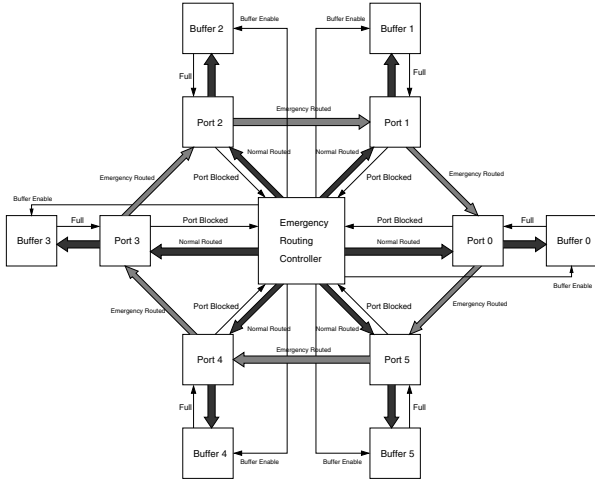 Buffer 2
Buffer Enable
Buffer Enable
Buffer 1
Full
Full
Port 2
Emergency Routed
Port 1
Normal Routed
Normal Routed
Emergency Routed
Port Blocked
Port Blocked
Emergency Routed
Buffer Enable
Full
Port Blocked
Emergency
Routing
Controller
Port Blocked
Full
Buffer 3
Port 3
Normal Routed
Normal Routed
Port 0
Buffer 0
Port Blocked
Port Blocked
Buffer Enable
Emergency Routed
Emergency Routed
Normal Routed
Normal Routed
Port 4
Emergency Routed
Port 5
Full
Full
Buffer 4
Buffer Enable
Buffer Enable
Buffer 5